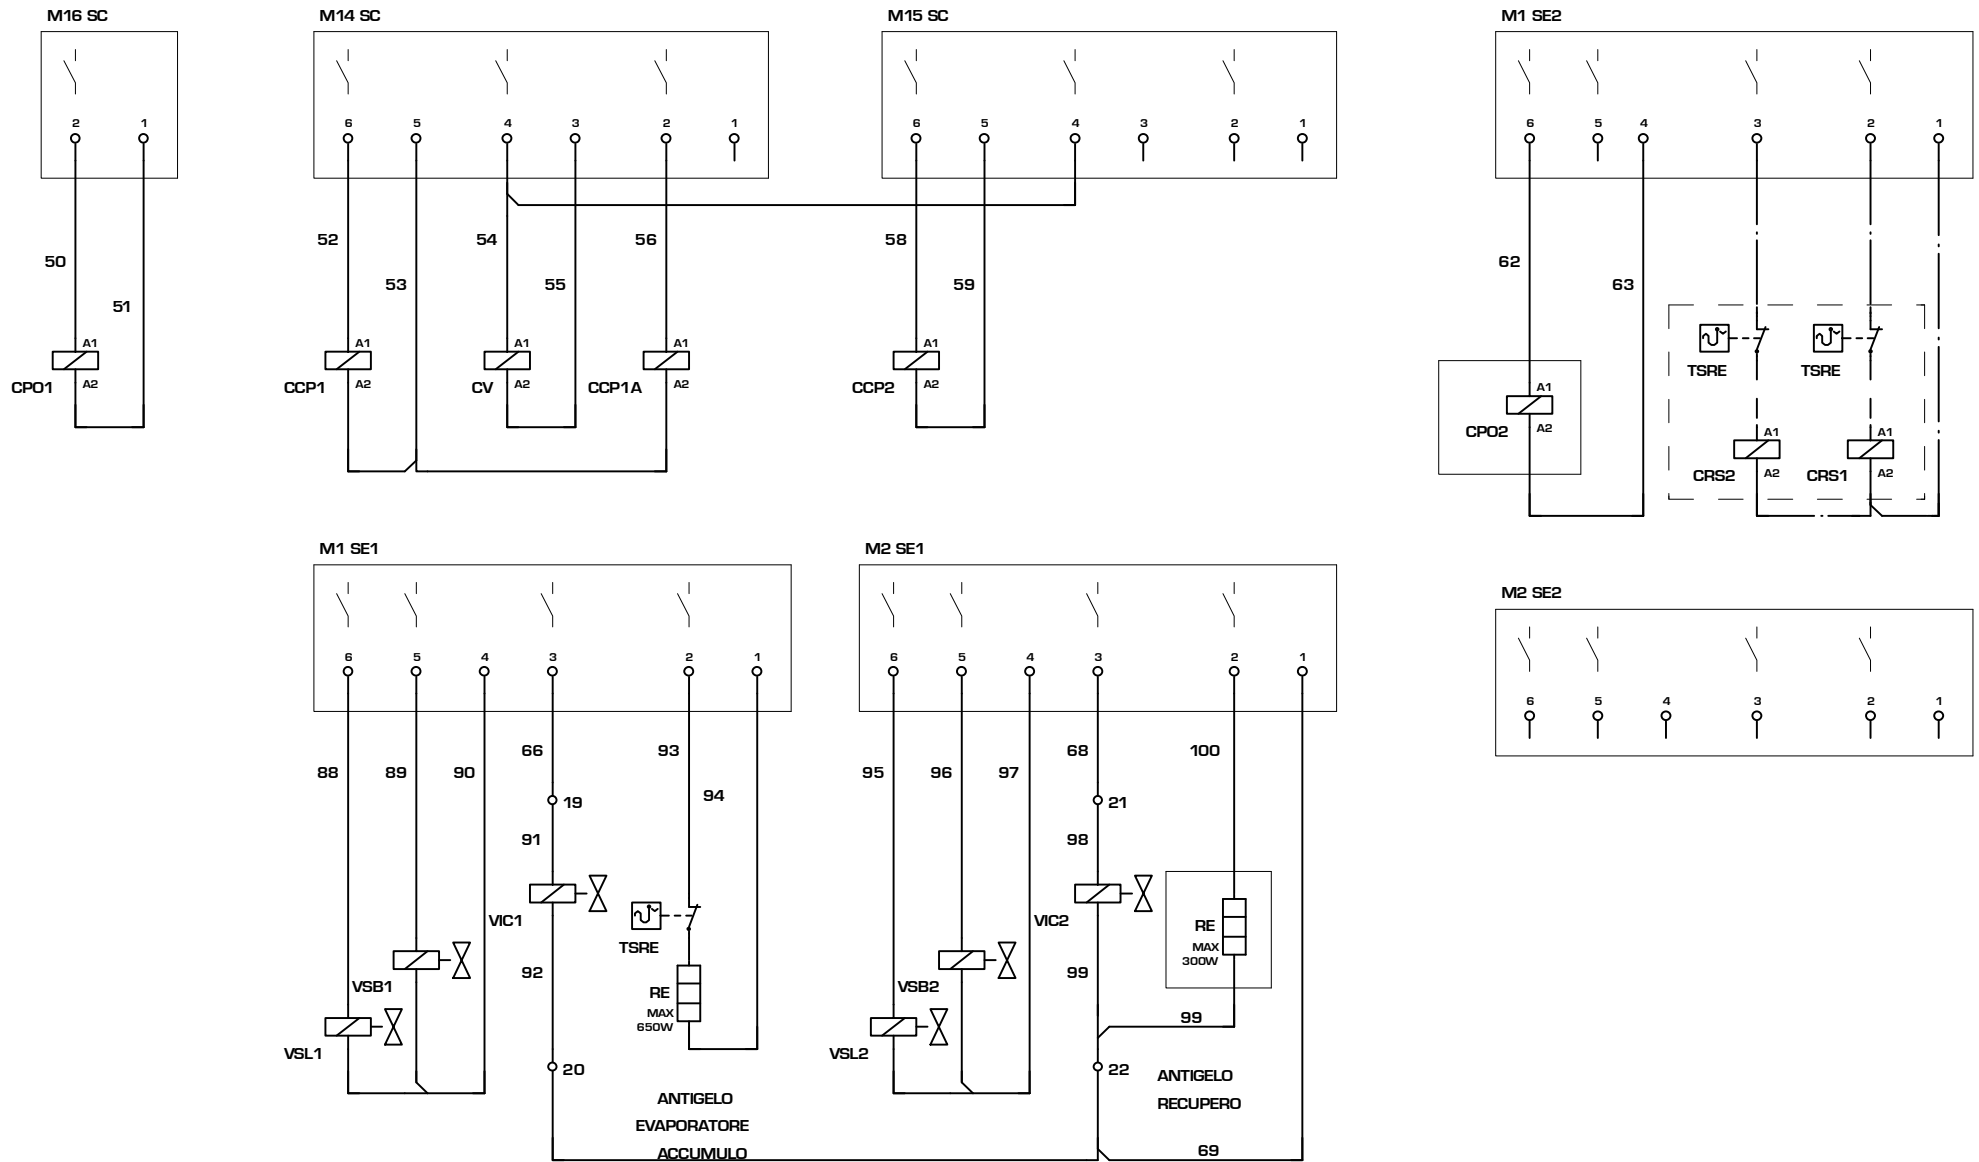 M16 SC
M14 SC
M15 SC
M1 SE2
2 1
6 5 4 3 2 1
6 5 4 3 2 1
6 5 4 3 2 1
50
51
52
53
54
55
56
58
59
62
63
A1
A2
CPO1
A1
A2
CCP1
A1
A2
CV
A1
A2
CCP1A
A1
A2
CCP2
A1
A2
CPO2
TSRE
TSRE
A1
A2
CRS2
A1
A2
CRS1
M1 SE1
M2 SE1
M2 SE2
6 5 4 3 2 1
6 5 4 3 2 1
6 5 4 3 2 1
88
89
90
66
93
94
19
91
VIC1
92
20
VSB1
VSL1
TSRE
RE
MAX
650W
ANTIGELO
EVAPORATORE
ACCUMULO
95
96
97
68
100
21
98
VIC2
99
22
VSB2
VSL2
RE
MAX
300W
99
ANTIGELO
RECUPERO
69